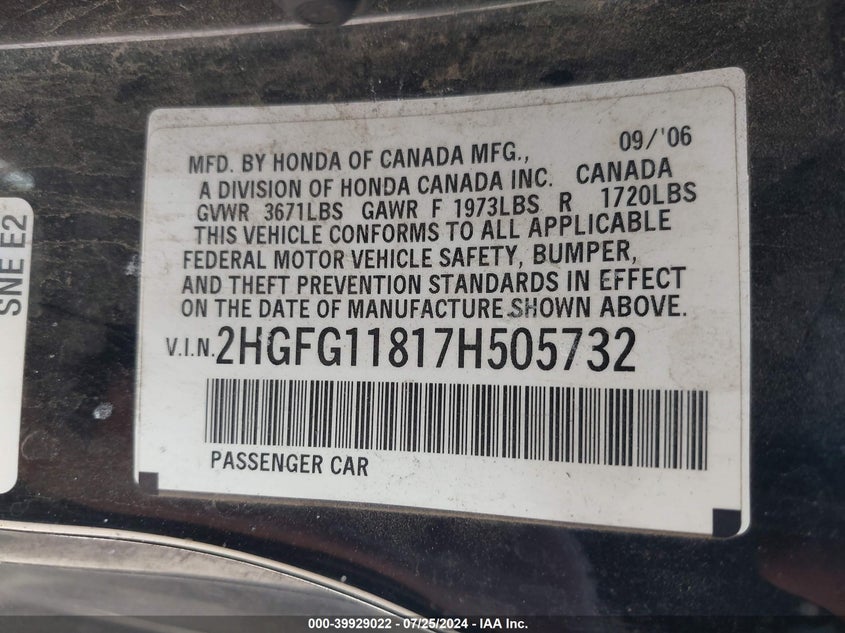 09/'06
MFD. BY HONDA OF CANADA MFG.,
A DIVISION OF HONDA CANADA INC. CANADA
GVWR 3671LBS GAWR F 1973LBS R 1720LBS
THIS VEHICLE CONFORMS TO ALL APPLICABLE
FEDERAL MOTOR VEHICLE SAFETY, BUMPER,
AND THEFT PREVENTION STANDARDS IN EFFECT
ON THE DATE OF MANUFACTURE SHOWN ABOVE.
V.I.N. 2HGFG11817H505732
PASSENGER CAR
SNE E2
000-39929022 - 07/25/2024 - IAA Inc.